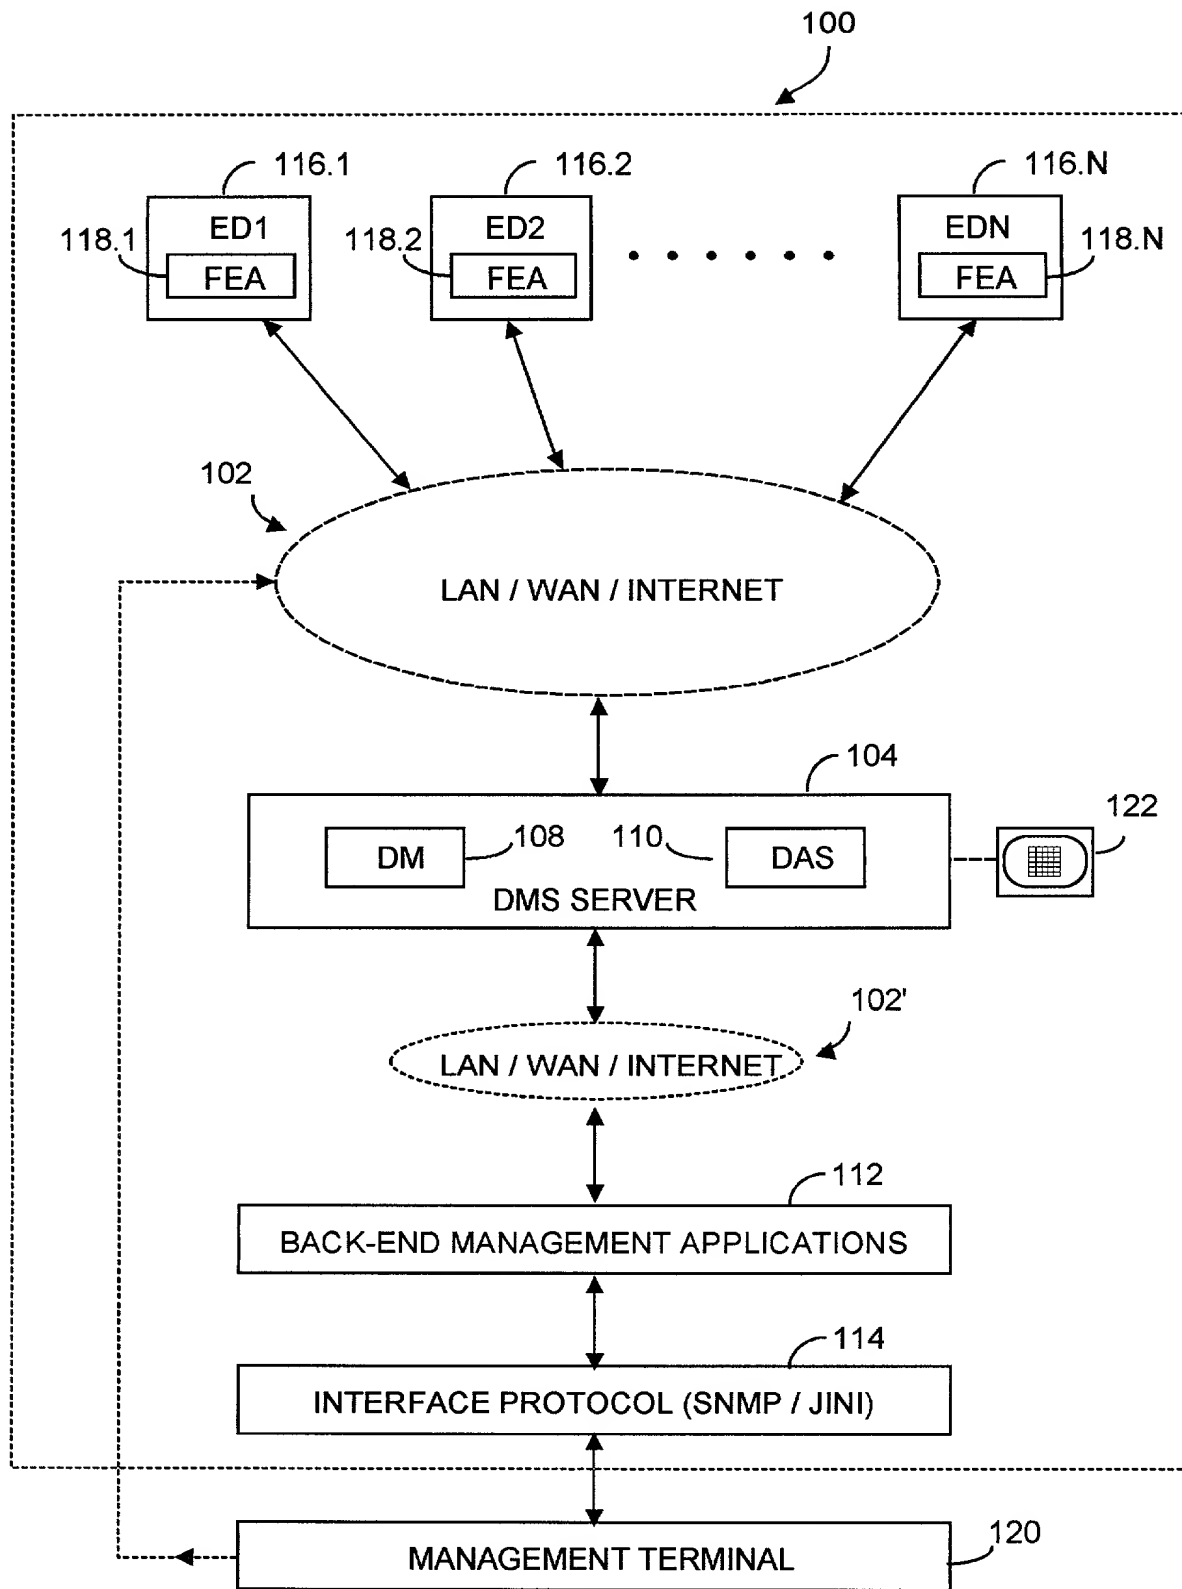 100
116.1
116.2
116.N
ED1
ED2
EDN
118.1
FEA
118.2
FEA
FEA
118.N
102
LAN / WAN / INTERNET
104
122
DM
108
110
DAS
DMS SERVER
102'
LAN / WAN / INTERNET
112
BACK-END MANAGEMENT APPLICATIONS
114
INTERFACE PROTOCOL (SNMP / JINI)
120
MANAGEMENT TERMINAL